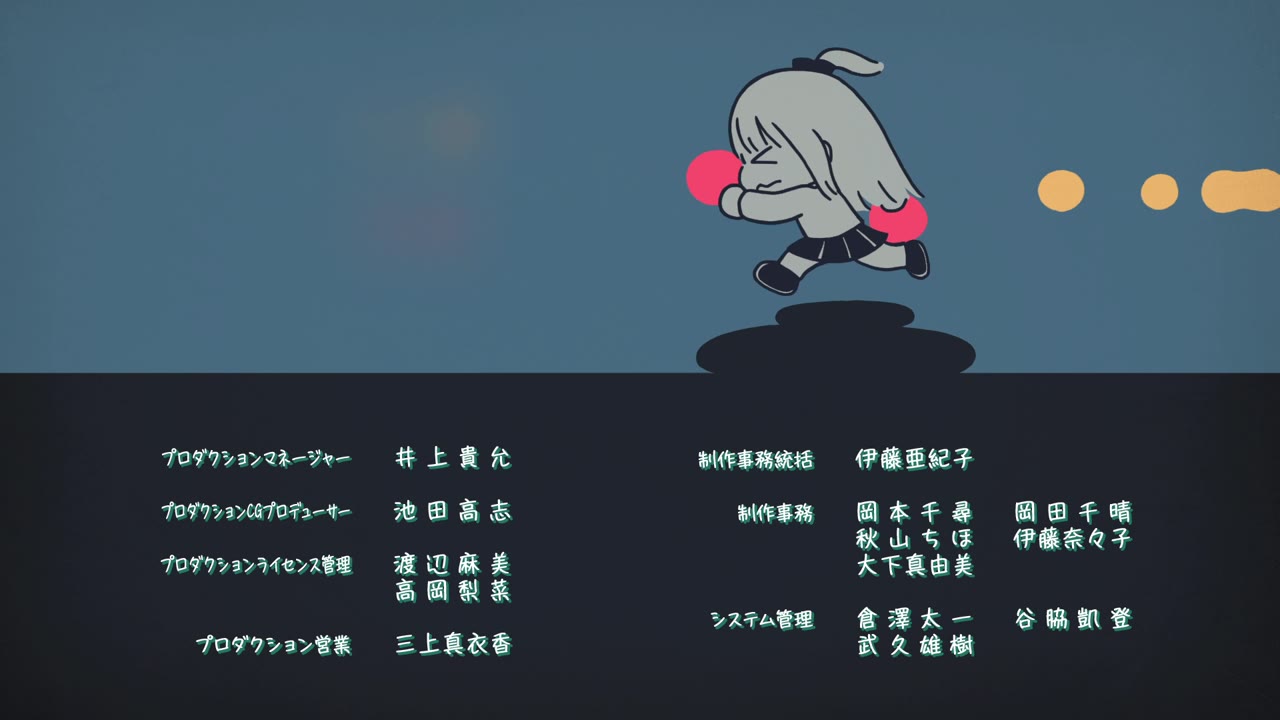 プロダクションマネージャー 井上貴允
プロダクションCGプロデューサー 池田高志
プロダクションライセンス管理 渡辺麻美
高岡梨菜
プロダクション営業 三上真衣香
制作事務統括 伊藤亜紀子
制作事務 岡本千尋 岡田千晴
秋山ちほ 伊藤奈々子
大下真由美
システム管理 倉澤太一 谷脇凱登
武久雄樹